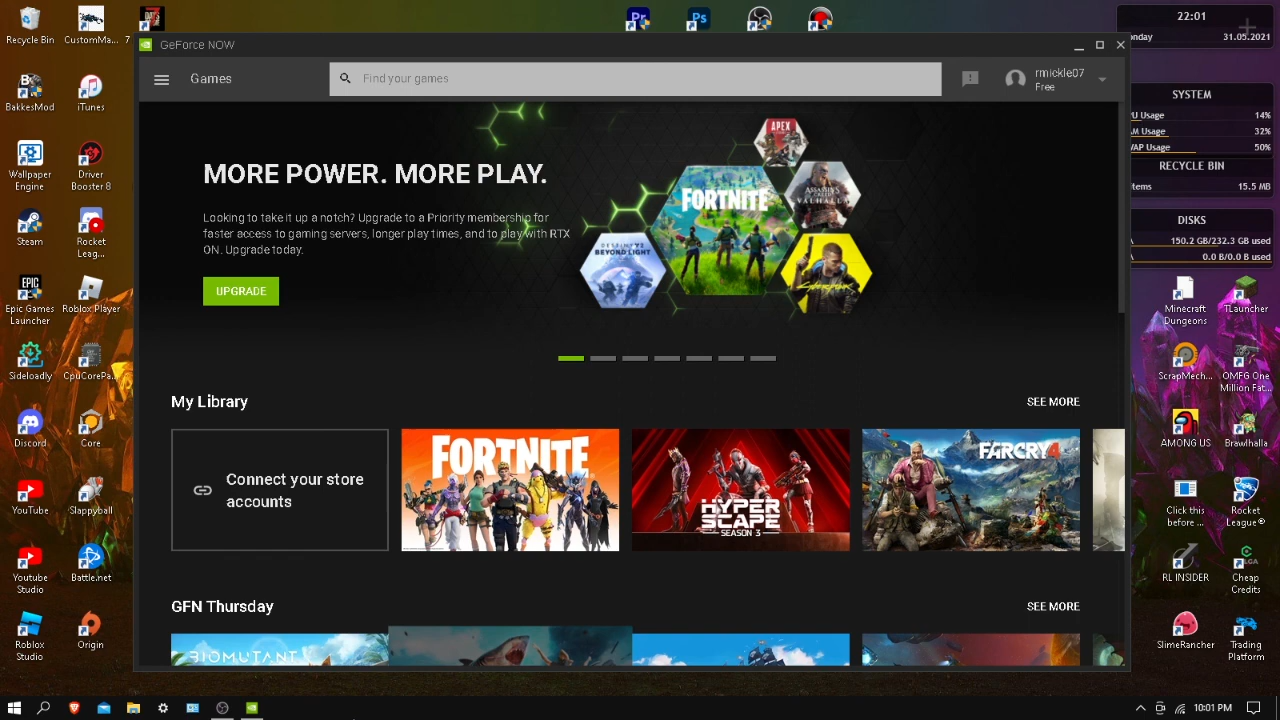 Recycle Bin
CustomMa...
7
22:01
31.05.2021
GeForce NOW
Games
Find your games
rmickle07
Free
MORE POWER. MORE PLAY.
Looking to take it up a notch? Upgrade to a Priority membership for
faster access to gaming servers, longer play times, and to play with RTX
ON. Upgrade today.
UPGRADE
APEX
FORTNITE
VALHALLA
BEYOND LIGHT
My Library
SEE MORE
Connect your store
accounts
FORTNITE
HYPER
SCAPE
SEASON 3
FARCRY4
GFN Thursday
SEE MORE
BIOMUTANT
BakkesMod
iTunes
Wallpaper
Engine
Driver
Booster 8
Steam
Rocket
Leag...
Epic Games
Launcher
Roblox Player
Sideloadly
CpuCorePa...
Discord
Core
YouTube
Slappyball
Youtube
Studio
Battle.net
Roblox
Studio
Origin
SYSTEM
Usage
14%
Usage
32%
Usage
50%
RECYCLE BIN
15.5 MB
DISKS
150.2 GB/232.3 GB used
0.0 B/0.0 B used
Minecraft
Dungeons
TLauncher
ScrapMech...
OMFG One
Million Fat...
AMONG US
Brawlhalla
Click this
before ...
Rocket
League®
RL INSIDER
Cheap
Credits
SlimeRancher
Trading
Platform
10:01 PM